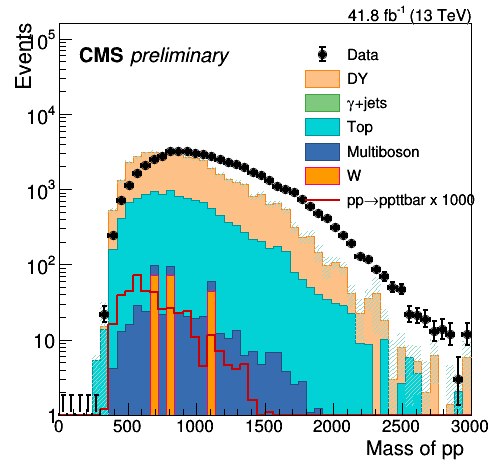 41.8 fb⁻¹ (13 TeV)
Events
CMS preliminary
Data
DY
γ+jets
Top
Multiboson
W
pp→ppttbar x 1000
10⁵
10⁴
10³
10²
10
1
0 500 1000 1500 2000 2500 3000
Mass of pp